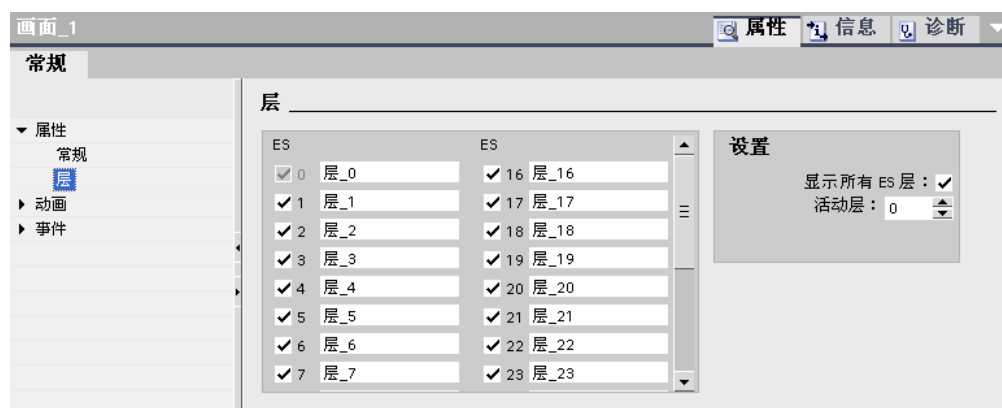 画面_1
属性 信息 诊断
常规
层
属性
常规
层
动画
事件
ES ES
0 层_0 16 层_16
1 层_1 17 层_17
2 层_2 18 层_18
3 层_3 19 层_19
4 层_4 20 层_20
5 层_5 21 层_21
6 层_6 22 层_22
7 层_7 23 层_23
设置
显示所有 ES 层：
活动层： 0